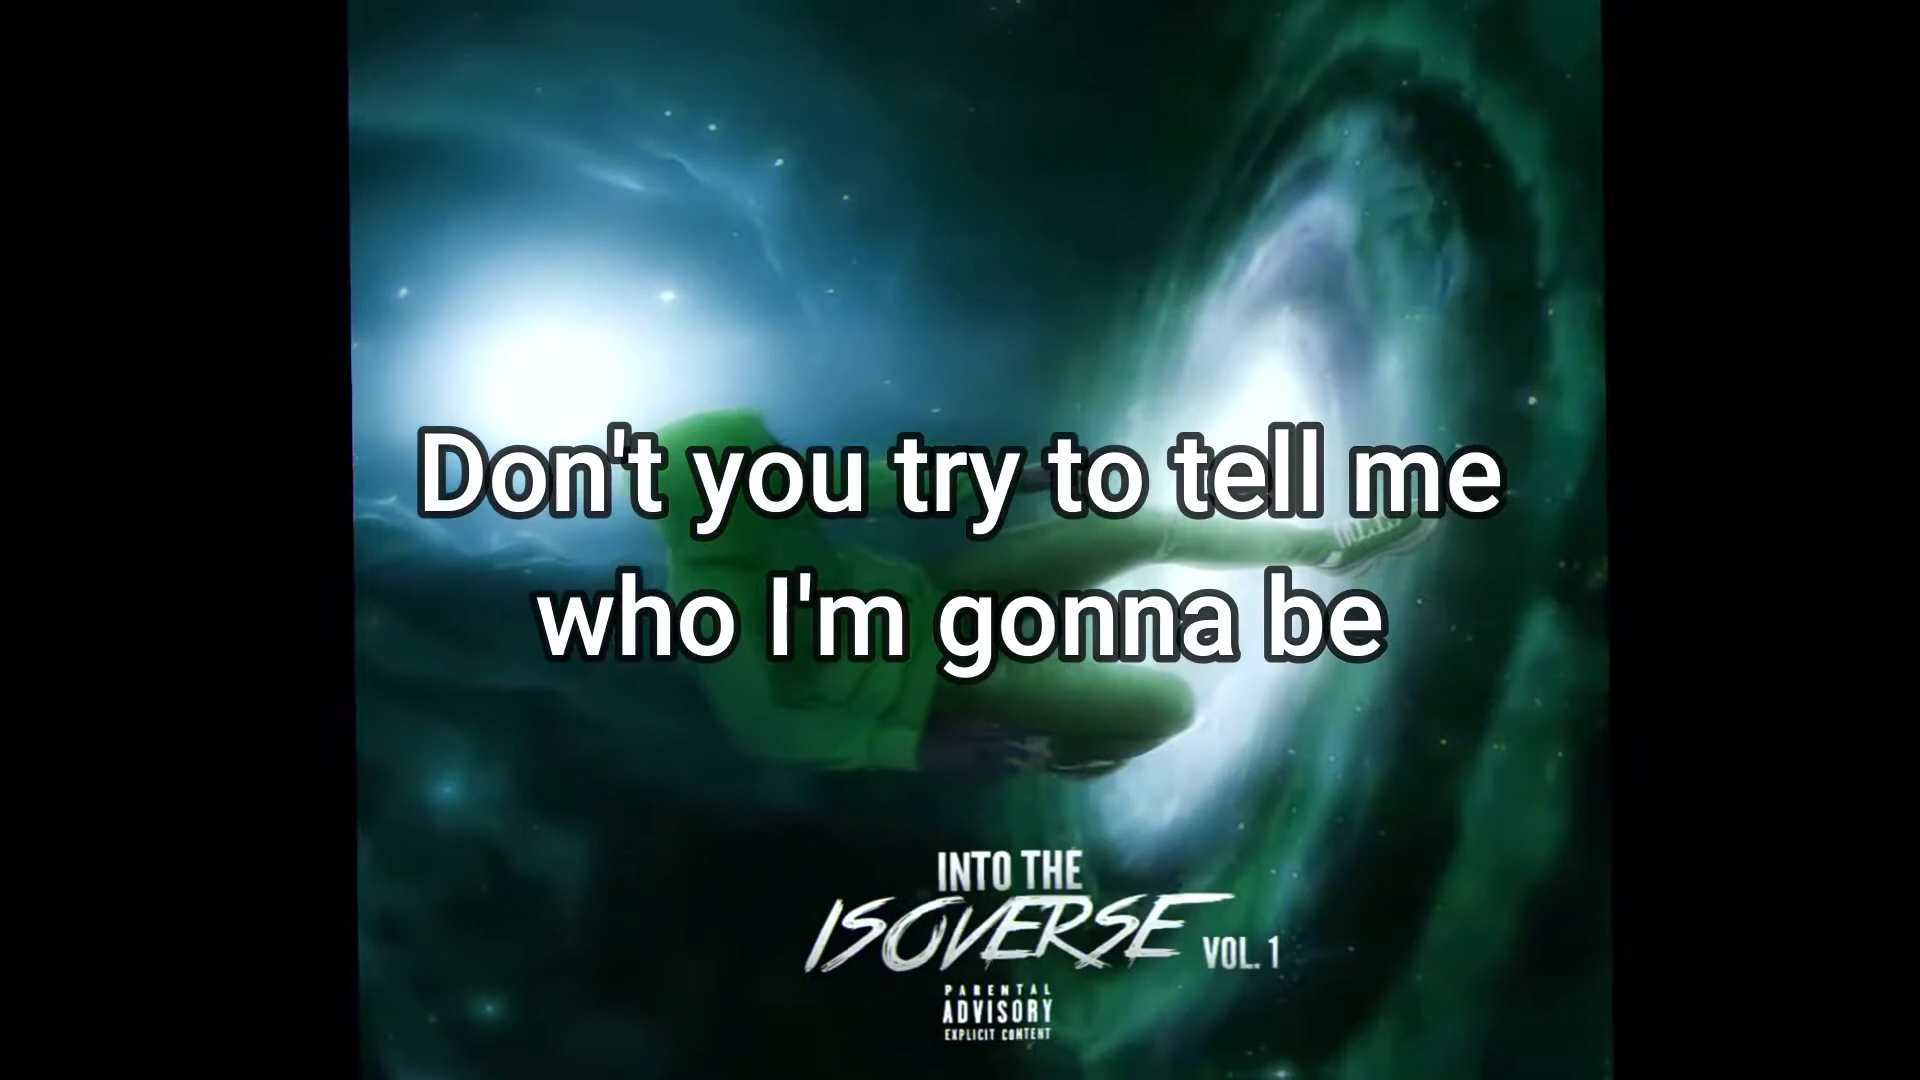 Don't you try to tell me
who I'm gonna be
INTO THE
ISOVERSE VOL. 1
PARENTAL
ADVISORY
EXPLICIT CONTENT